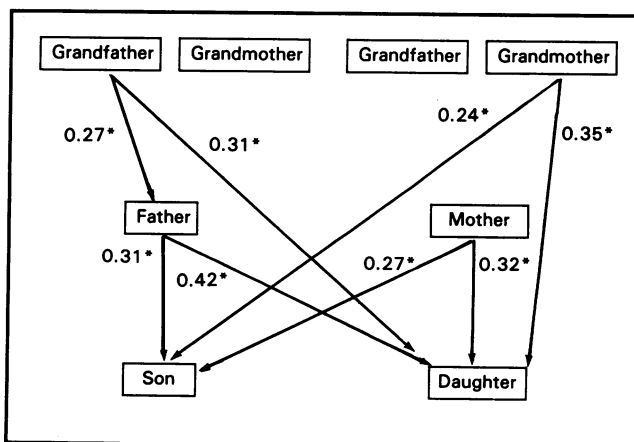 Grandfather Grandmother Grandfather Grandmother
0.27* 0.31* 0.24* 0.35*
Father Mother
0.31* 0.42* 0.27* 0.32*
Son Daughter